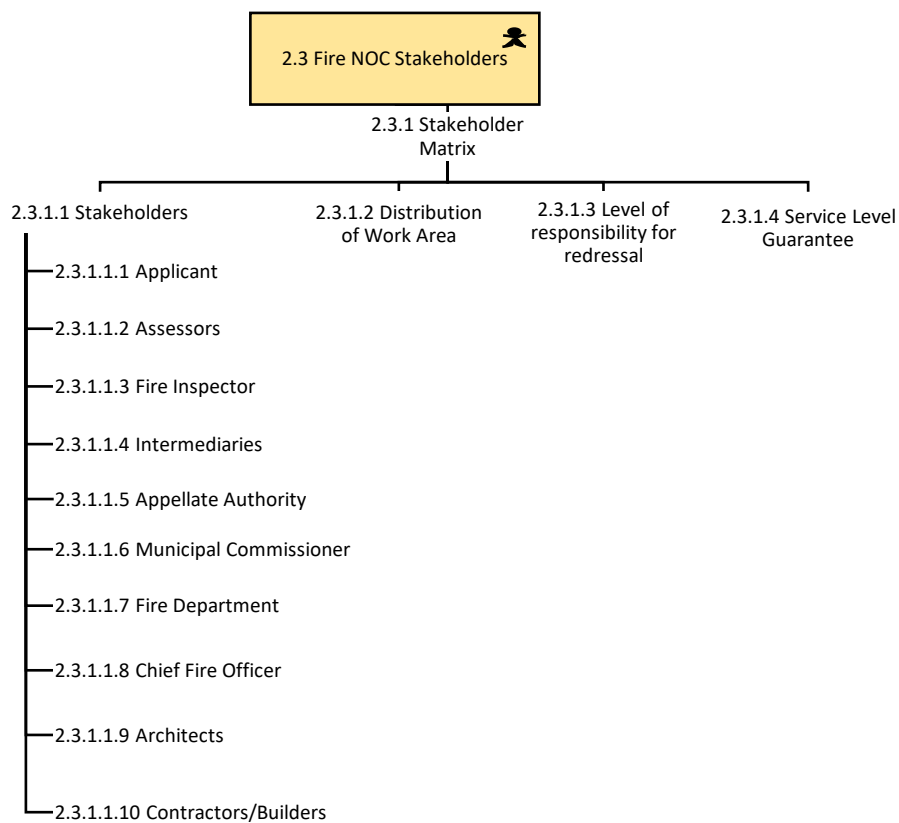 2.3 Fire NOC Stakeholders
2.3.1 Stakeholder
Matrix
2.3.1.1 Stakeholders
2.3.1.2 Distribution
of Work Area
2.3.1.3 Level of
responsibility for
redressal
2.3.1.4 Service Level
Guarantee
2.3.1.1.1 Applicant
2.3.1.1.2 Assessors
2.3.1.1.3 Fire Inspector
2.3.1.1.4 Intermediaries
2.3.1.1.5 Appellate Authority
2.3.1.1.6 Municipal Commissioner
2.3.1.1.7 Fire Department
2.3.1.1.8 Chief Fire Officer
2.3.1.1.9 Architects
2.3.1.1.10 Contractors/Builders